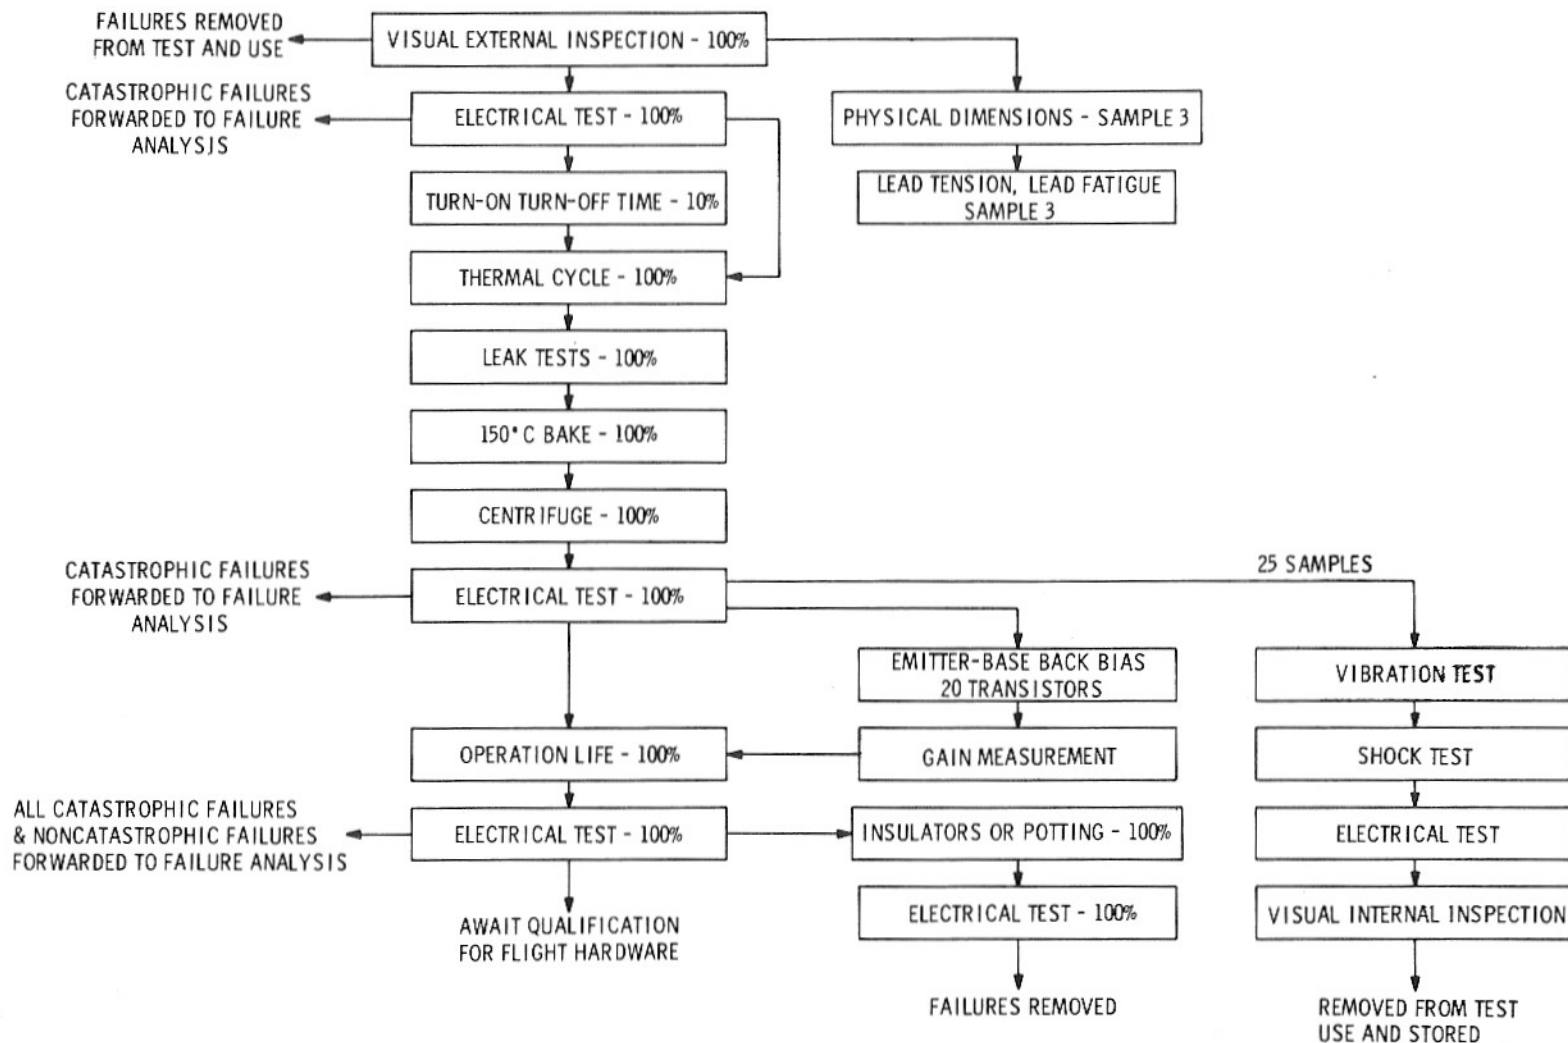 FAILURES REMOVED
FROM TEST AND USE
VISUAL EXTERNAL INSPECTION - 100%
CATASTROPHIC FAILURES
FORWARDED TO FAILURE
ANALYSIS
ELECTRICAL TEST - 100%
PHYSICAL DIMENSIONS - SAMPLE 3
TURN-ON TURN-OFF TIME - 10%
LEAD TENSION, LEAD FATIGUE
SAMPLE 3
THERMAL CYCLE - 100%
LEAK TESTS - 100%
150°C BAKE - 100%
CENTRIFUGE - 100%
CATASTROPHIC FAILURES
FORWARDED TO FAILURE
ANALYSIS
ELECTRICAL TEST - 100%
25 SAMPLES
EMITTER-BASE BACK BIAS
20 TRANSISTORS
VIBRATION TEST
OPERATION LIFE - 100%
GAIN MEASUREMENT
SHOCK TEST
ALL CATASTROPHIC FAILURES
& NONCATASTROPHIC FAILURES
FORWARDED TO FAILURE ANALYSIS
ELECTRICAL TEST - 100%
INSULATORS OR POTTING - 100%
ELECTRICAL TEST
AWAIT QUALIFICATION
FOR FLIGHT HARDWARE
ELECTRICAL TEST - 100%
VISUAL INTERNAL INSPECTION
FAILURES REMOVED
REMOVED FROM TEST
USE AND STORED